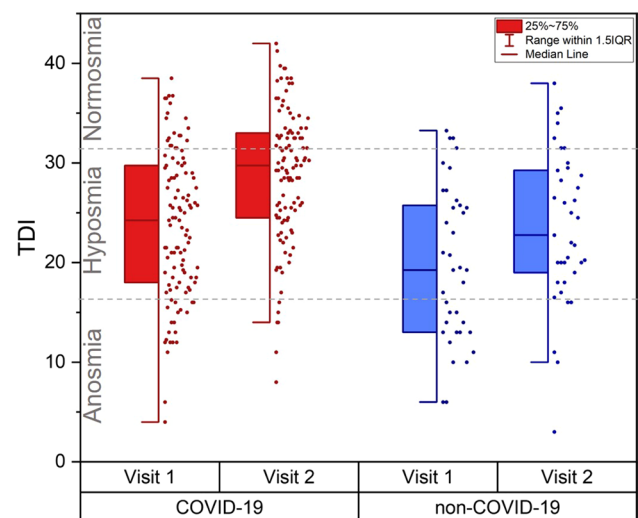 25%~75%
Range within 1.5IQR
Median Line
TDI
Normosmia
Hyposmia
Anosmia
40
30
20
10
0
Visit 1 Visit 2 Visit 1 Visit 2
COVID-19 non-COVID-19